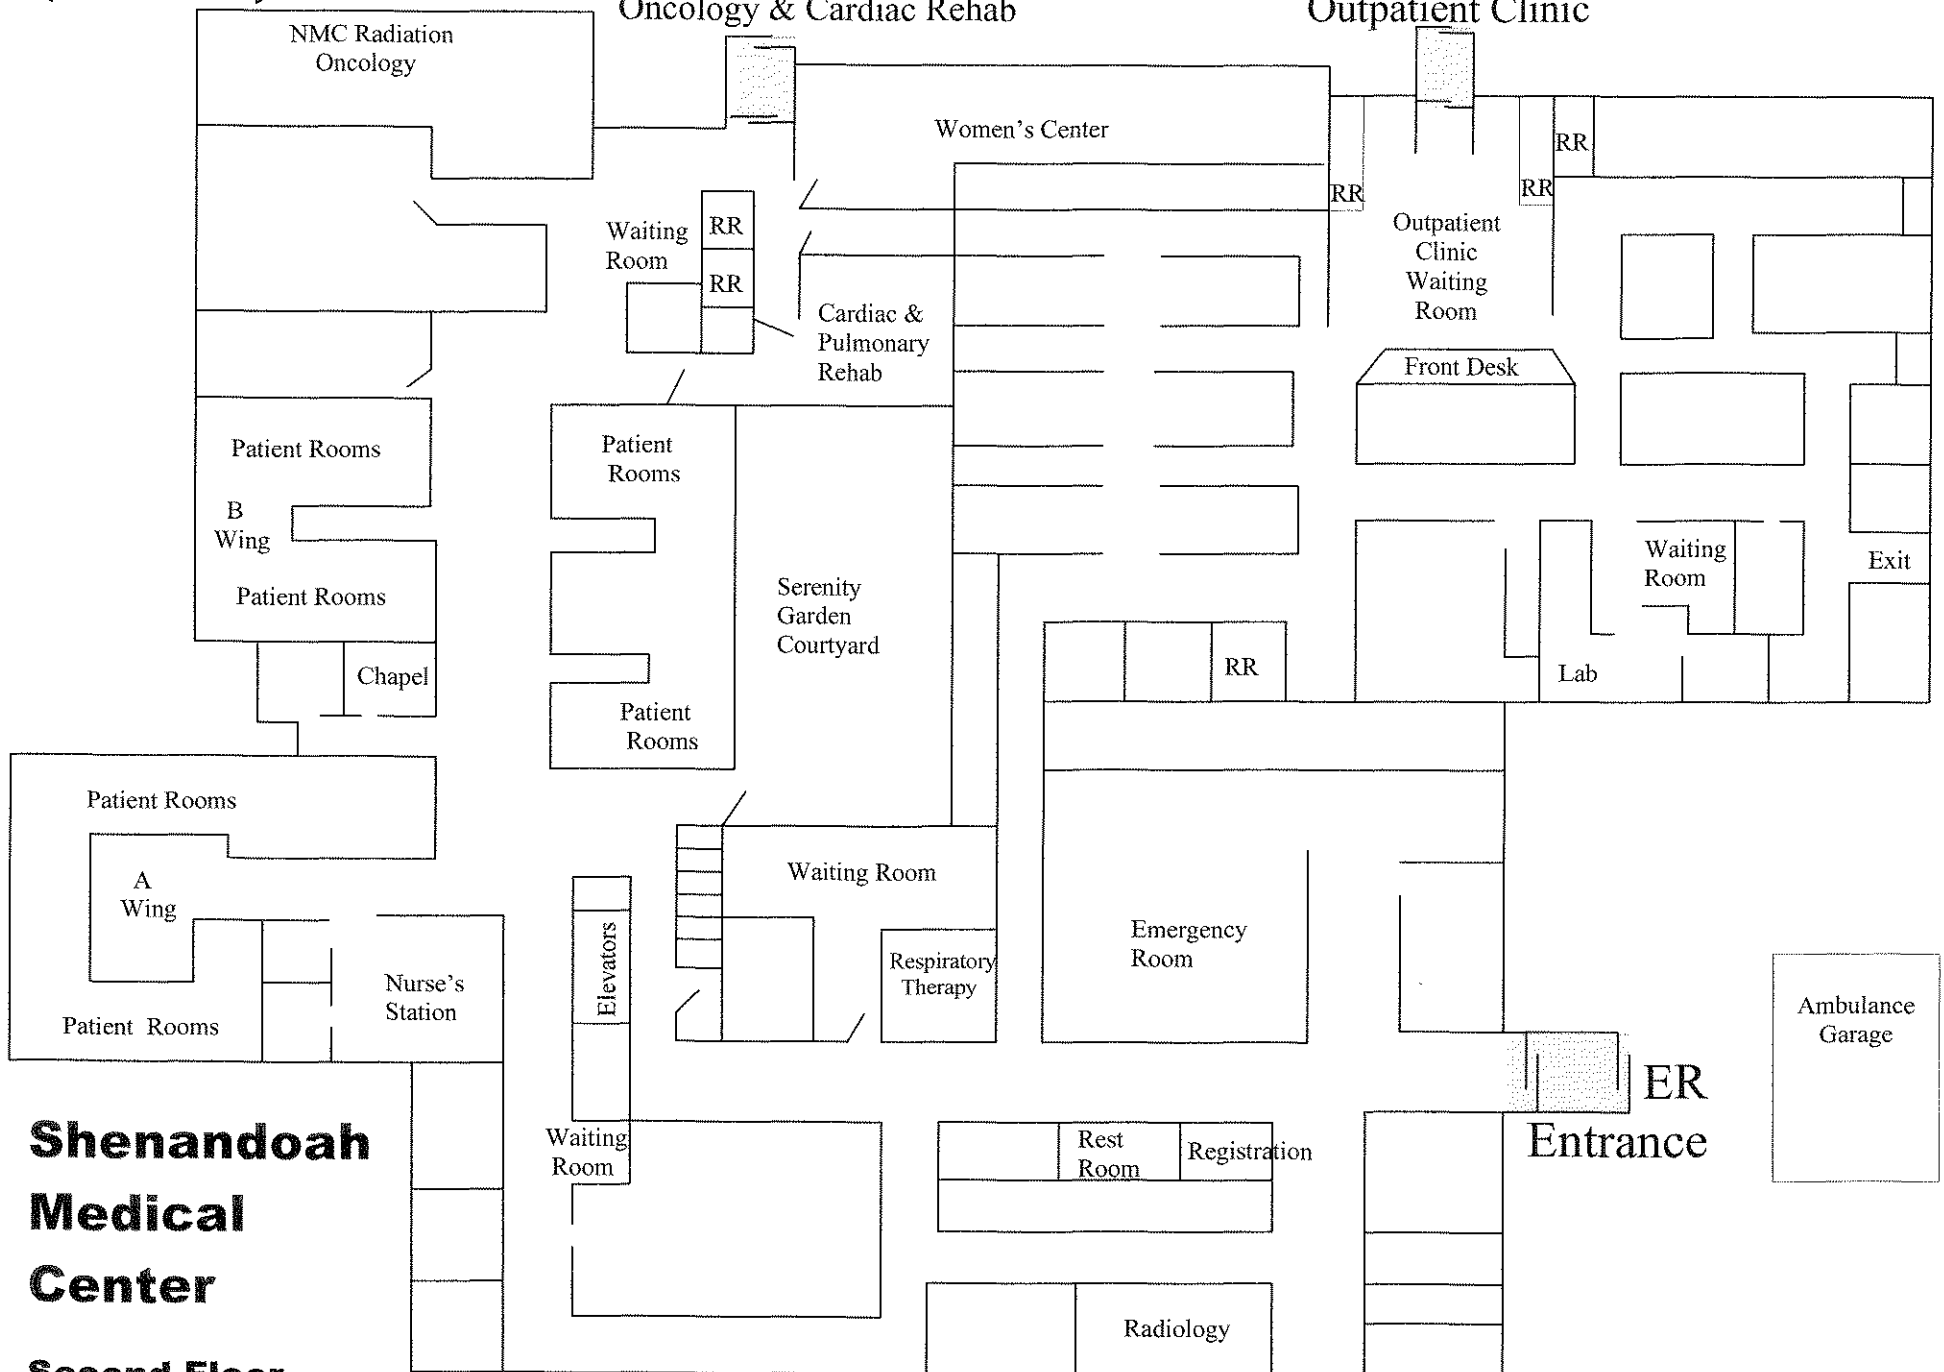 Oncology & Cardiac Rehab
Outpatient Clinic
NMC Radiation
Oncology
Women's Center
RR
RR
RR
Waiting
Room
RR
RR
Outpatient
Clinic
Waiting
Room
Cardiac &
Pulmonary
Rehab
Front Desk
Patient Rooms
B
Wing
Patient Rooms
Patient
Rooms
Serenity
Garden
Courtyard
Waiting
Room
Exit
Chapel
RR
Lab
Patient
Rooms
Patient Rooms
A
Wing
Waiting Room
Elevators
Emergency
Room
Respiratory
Therapy
Nurse's
Station
Patient Rooms
Ambulance
Garage
ER
Entrance
Waiting
Room
Rest
Room
Registration
Radiology
Shenandoah
Medical
Center
Second Floor